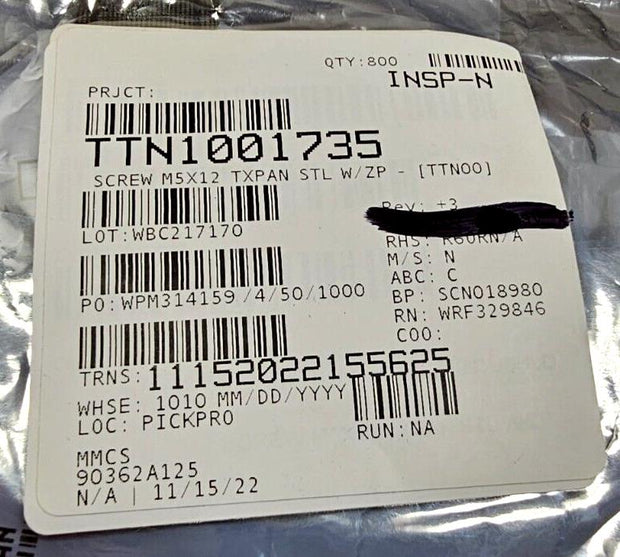 QTY:800
INSP-N
PRJCT:
TTN1001735
SCREW M5X12 TXPAN STL W/ZP - [TTN00]
Rev: +3
LOT:WBC217170
RHS: R6URN/A
M/S: N
ABC: C
PO:WPM314159 /4/50/1000
BP: SCN018980
RN: WRF329846
COO:
TRNS:11152022155625
WHSE: 1010 MM/DD/YYYY
LOC: PICKPR0
RUN:NA
MMCS
90362A125
N/A | 11/15/22